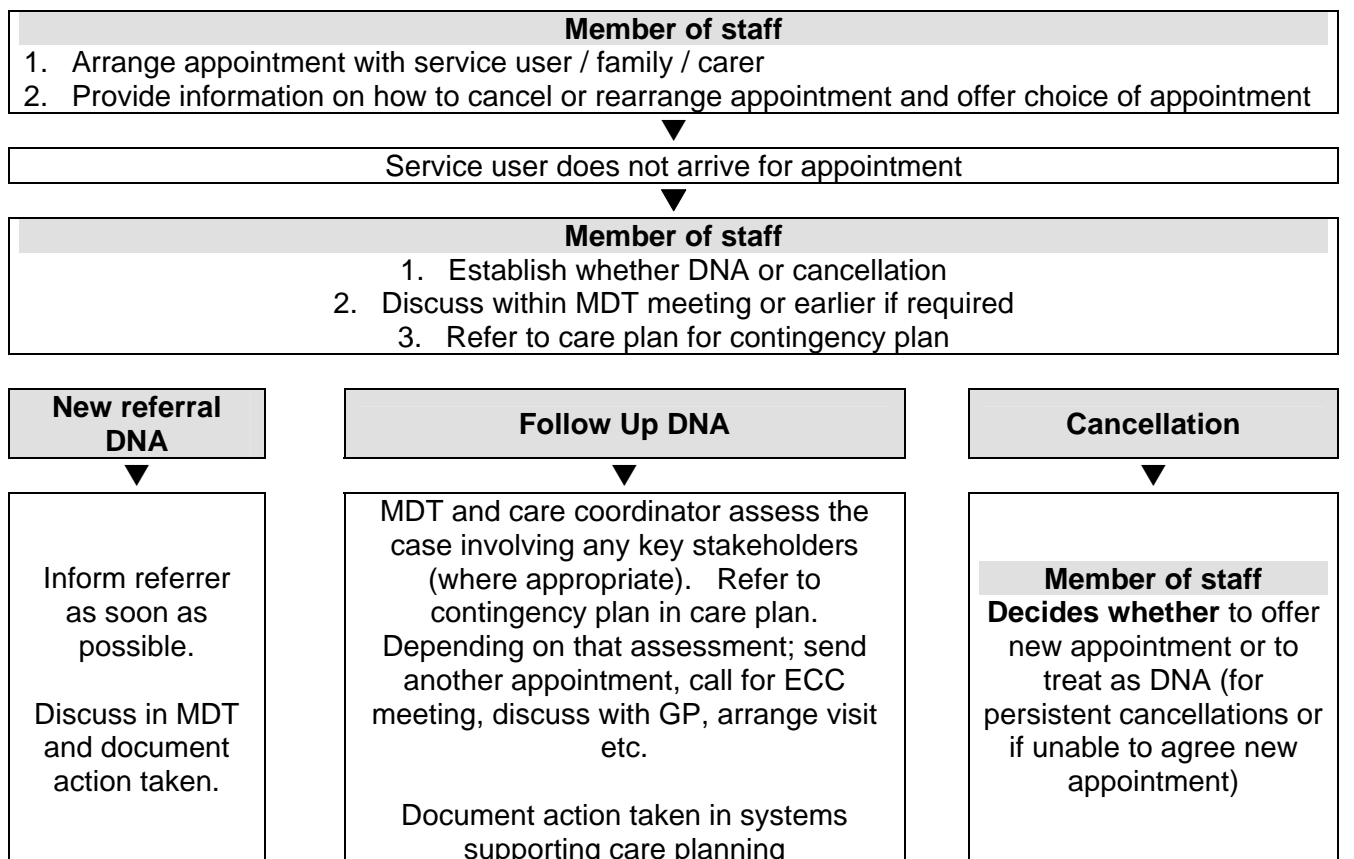 Member of staff
1. Arrange appointment with service user / family / carer
2. Provide information on how to cancel or rearrange appointment and offer choice of appointment
Service user does not arrive for appointment
Member of staff
1. Establish whether DNA or cancellation
2. Discuss within MDT meeting or earlier if required
3. Refer to care plan for contingency plan
New referral
DNA
Inform referrer
as soon as
possible.
Discuss in MDT
and document
action taken.
Follow Up DNA
MDT and care coordinator assess the
case involving any key stakeholders
(where appropriate). Refer to
contingency plan in care plan.
Depending on that assessment; send
another appointment, call for ECC
meeting, discuss with GP, arrange visit
etc.
Document action taken in systems
supporting care planning
Cancellation
Member of staff
Decides whether to offer
new appointment or to
treat as DNA (for
persistent cancellations or
if unable to agree new
appointment)